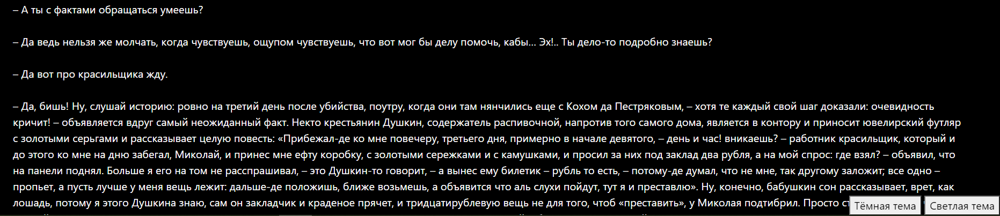 – А ты с фактами обращаться умеешь?
– Да ведь нельзя же молчать, когда чувствуешь, ощупом чувствуешь, что вот мог бы делу помочь, кабы... Эх!.. Ты дело-то подробно знаешь?
– Да вот про красильщика жду.
– Да, бишь! Ну, слушай историю: ровно на третий день после убийства, поутру, когда они там нянчились еще с Кохом да Пестряковым, – хотя те каждый свой шаг доказали: очевидность
кричит! – объявляется вдруг самый неожиданный факт. Некто крестьянин Душкин, содержатель распивочной, напротив того самого дома, является в контору и приносит ювелирский футляр
с золотыми серьгами и рассказывает целую повесть: «Прибежал-де ко мне повечеру, третьего дня, примерно в начале девятого, – день и час! вникаешь? – работник красильщик, который и
до этого ко мне на дню забегал, Миколай, и принес мне ефту коробку, с золотыми сережками и с камушками, и просил за них под заклад два рубля, а на мой спрос: где взял? – объявил, что
на панели поднял. Больше я его на том не расспрашивал, – это Душкин-то говорит, – а вынес ему билетик – рубль то есть, – потому-де думал, что не мне, так другому заложит; все одно –
пропьет, а пусть лучше у меня вещь лежит: дальше-де положишь, ближе возьмешь, а объявится что аль слухи пойдут, тут я и преставлю». Ну, конечно, бабушкин сон рассказывает, врет, как
лошадь, потому я этого Душкина знаю, сам он закладчик и краденое прячет, и тридцатирублевую вещь не для того, чтоб «преставить», у Миколая подтибрил. Просто
Тёмная тема
Светлая тема